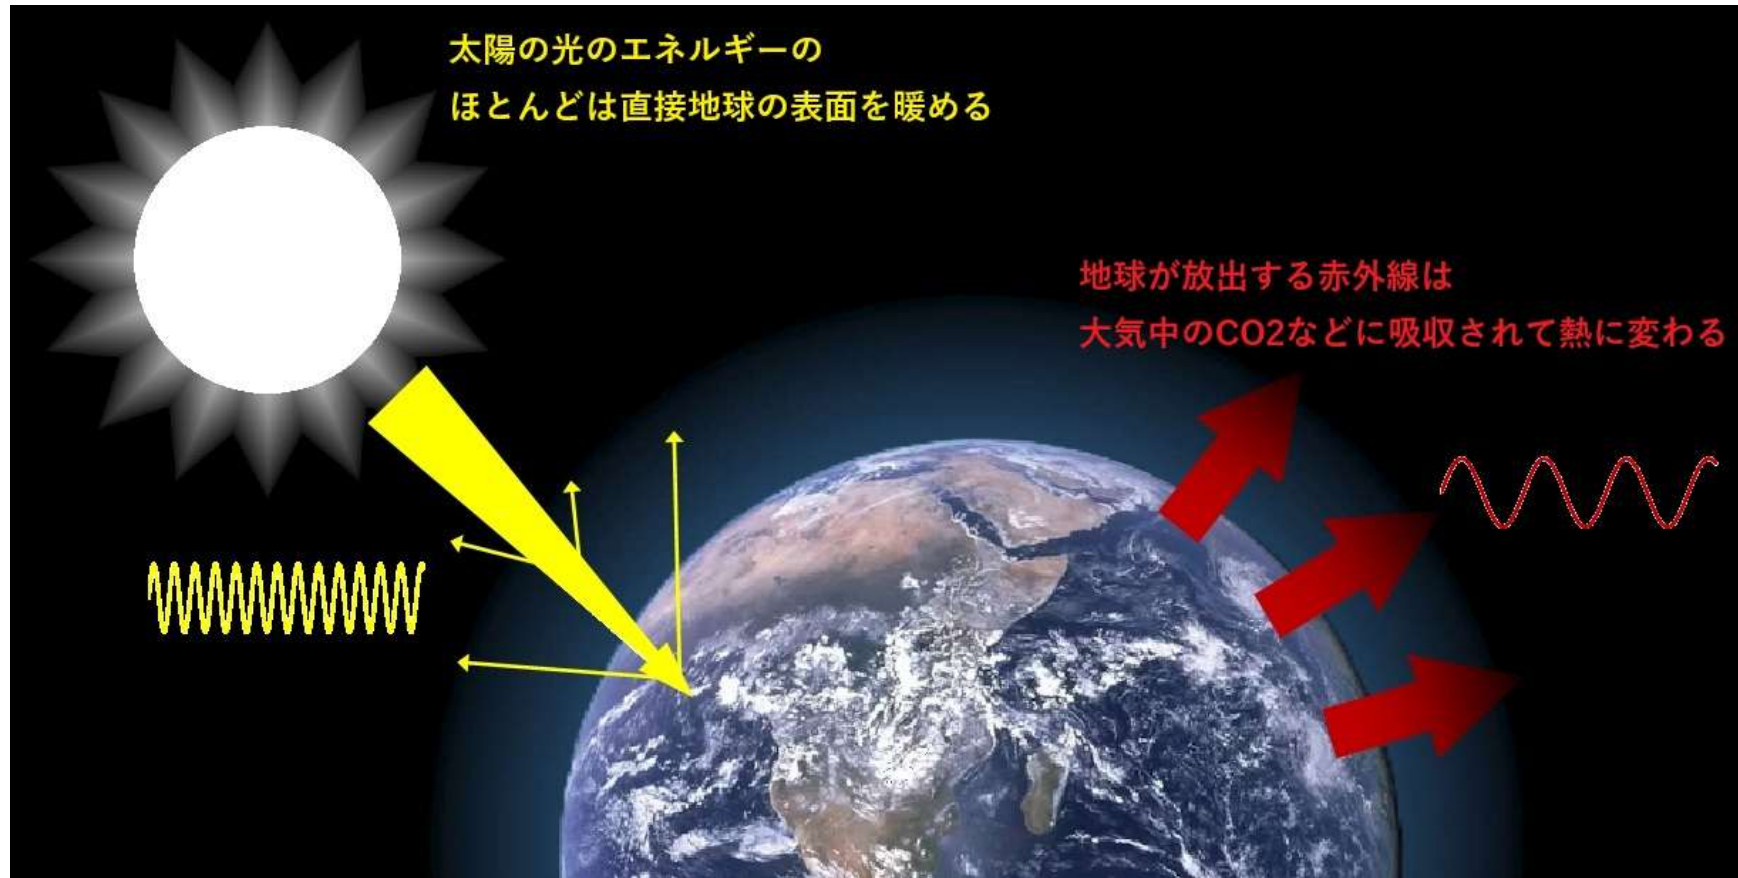 太陽の光のエネルギーの
ほとんどは直接地球の表面を暖める
地球が放出する赤外線は
大気中のCO2などに吸収されて熱に変わる